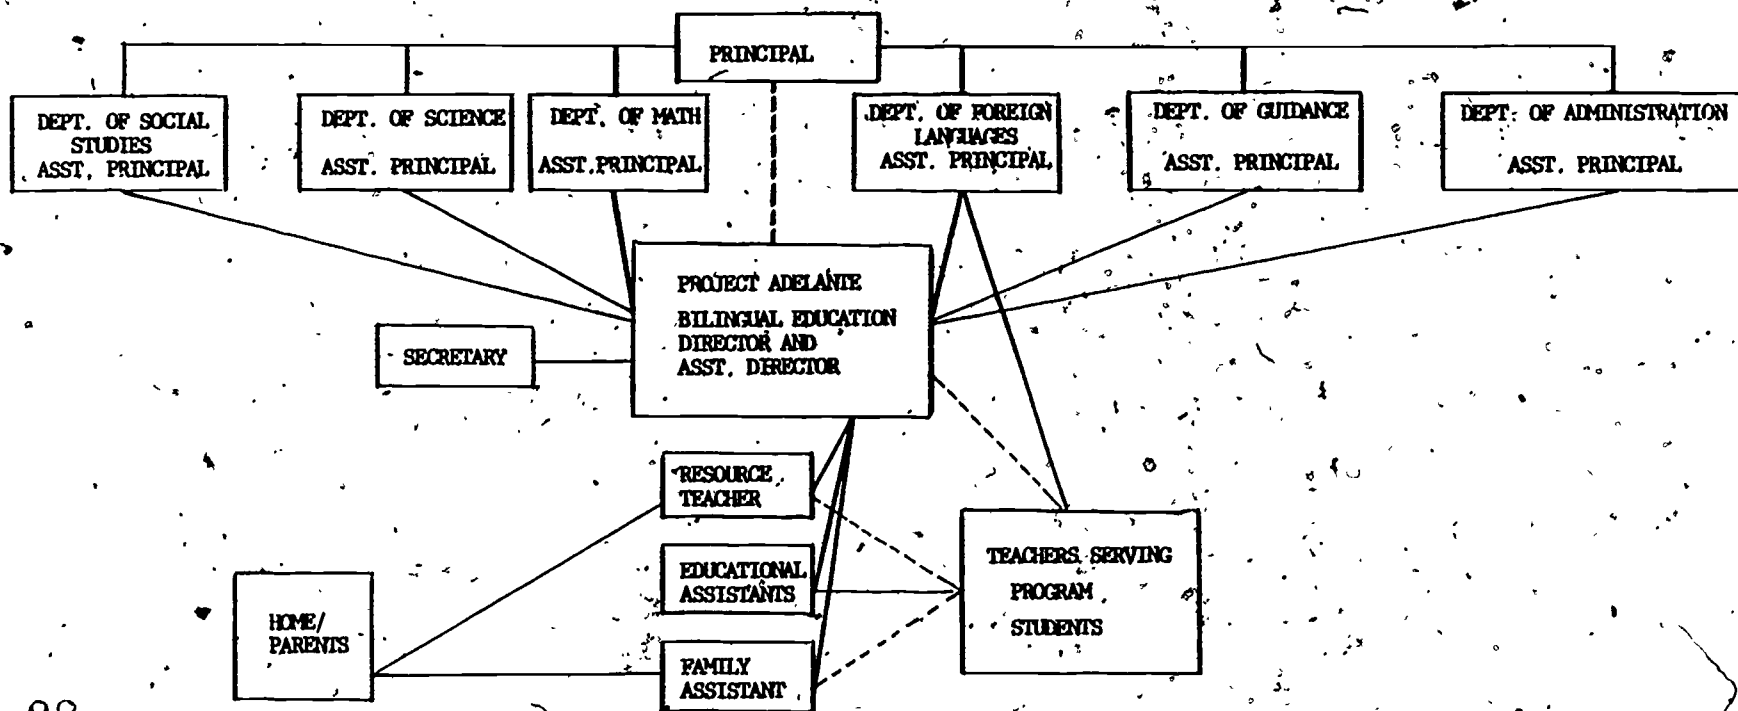 PRINCIPAL
DEPT. OF SOCIAL
STUDIES
ASST. PRINCIPAL
DEPT. OF SCIENCE
ASST. PRINCIPAL
DEPT. OF MATH
ASST. PRINCIPAL
DEPT. OF FOREIGN
LANGUAGES
ASST. PRINCIPAL
DEPT. OF GUIDANCE
ASST. PRINCIPAL
DEPT. OF ADMINISTRATION
ASST. PRINCIPAL
PROJECT ADELANTE
BILINGUAL EDUCATION
DIRECTOR AND
ASST. DIRECTOR
SECRETARY
RESOURCE
TEACHER
EDUCATIONAL
ASSISTANTS
TEACHERS SERVING
PROGRAM
STUDENTS
HOME/
PARENTS
FAMILY
ASSISTANT